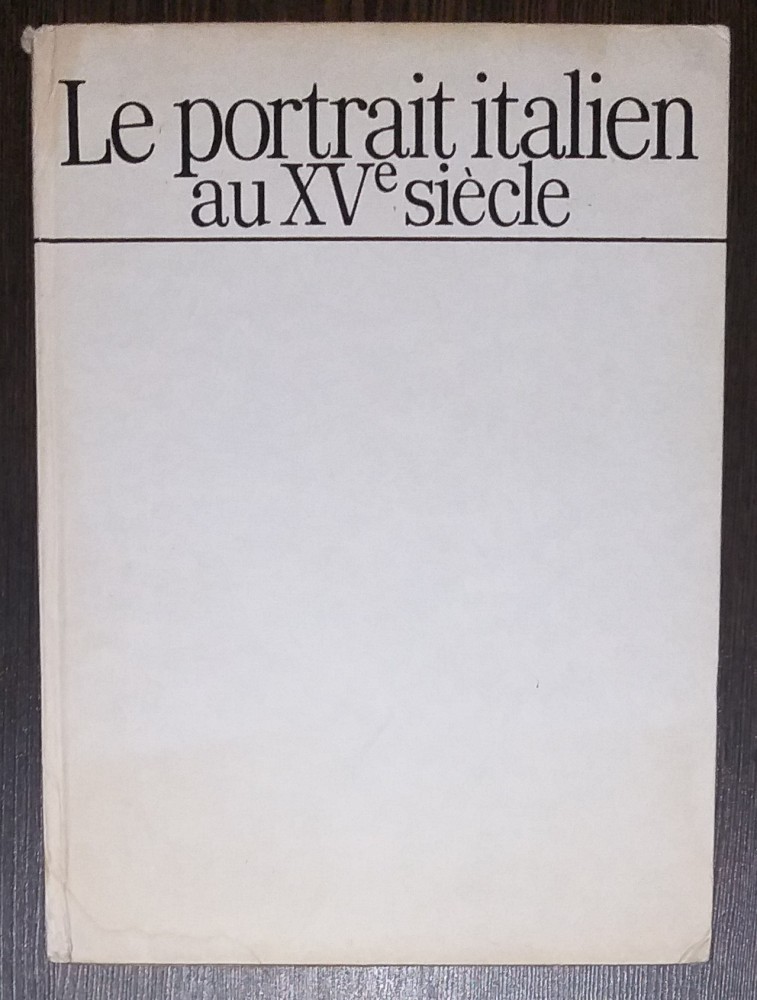 Le portrait italien
au XVᵉ siècle